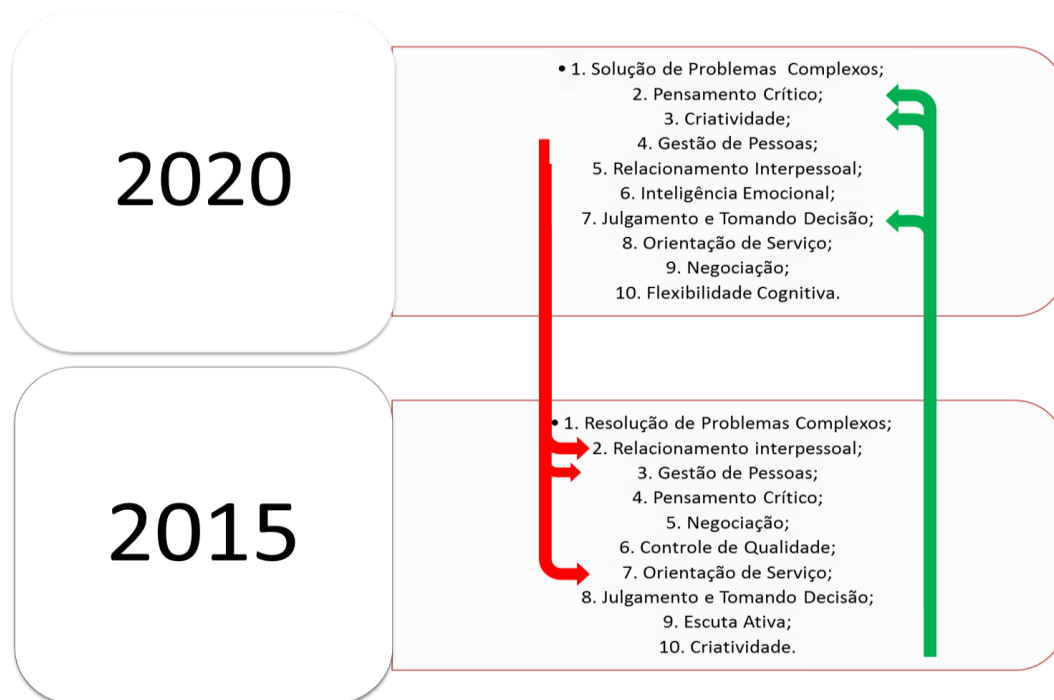 2020
• 1. Solução de Problemas Complexos;
2. Pensamento Crítico;
3. Criatividade;
4. Gestão de Pessoas;
5. Relacionamento Interpessoal;
6. Inteligência Emocional;
7. Julgamento e Tomando Decisão;
8. Orientação de Serviço;
9. Negociação;
10. Flexibilidade Cognitiva.
2015
• 1. Resolução de Problemas Complexos;
2. Relacionamento interpessoal;
3. Gestão de Pessoas;
4. Pensamento Crítico;
5. Negociação;
6. Controle de Qualidade;
7. Orientação de Serviço;
8. Julgamento e Tomando Decisão;
9. Escuta Ativa;
10. Criatividade.